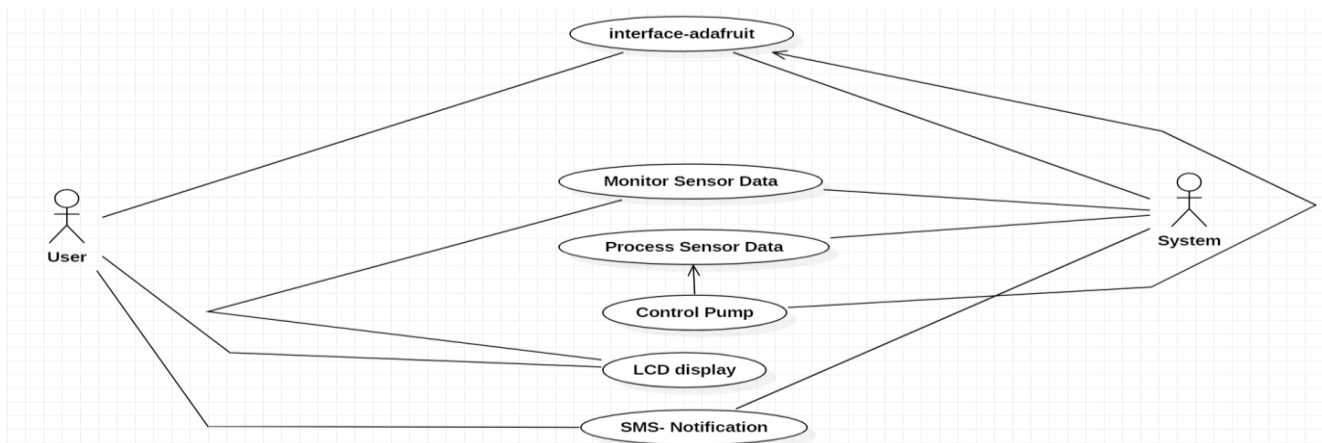 interface-adafruit
Monitor Sensor Data
Process Sensor Data
System
User
Control Pump
LCD display
SMS- Notification